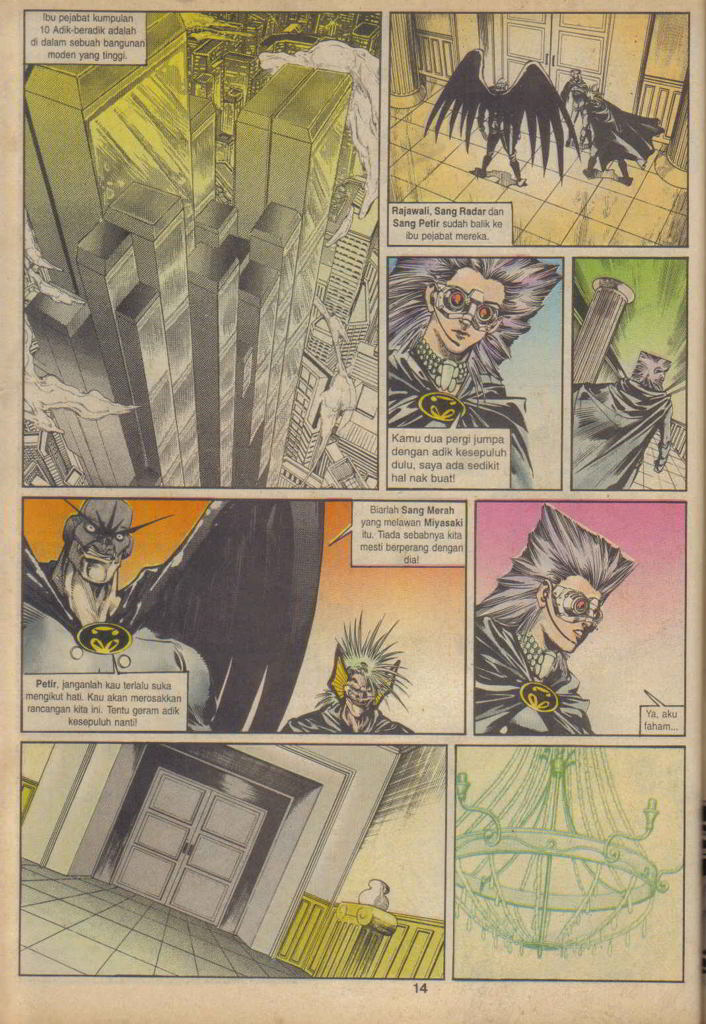 Ibu pejabat kumpulan
10 Adik-beradik adalah
di dalam sebuah bangunan
moden yang tinggi.
Rajawali, Sang Radar dan
Sang Petir sudah balik ke
ibu pejabat mereka.
Kamu dua pergi jumpa
dengan adik kesepuluh
dulu, saya ada sedikit
hal nak buat!
Petir, janganlah kau terlalu suka
mengikut hati. Kau akan merosakkan
rancangan kita ini. Tentu geram adik
kesepuluh nanti!
Biarlah Sang Merah
yang melawan Miyasaki
itu. Tiada sebabnya kita
mesti berperang dengan
dia!
Ya, aku
faham...
14